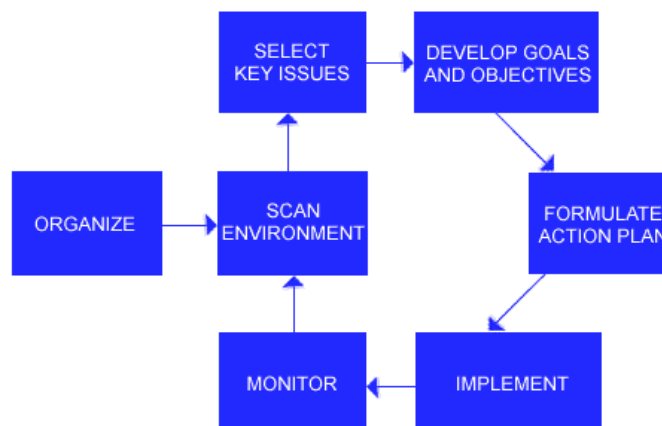 SELECT
KEY ISSUES
DEVELOP GOALS
AND OBJECTIVES
ORGANIZE
SCAN
ENVIRONMENT
FORMULATE
ACTION PLAN
MONITOR
IMPLEMENT